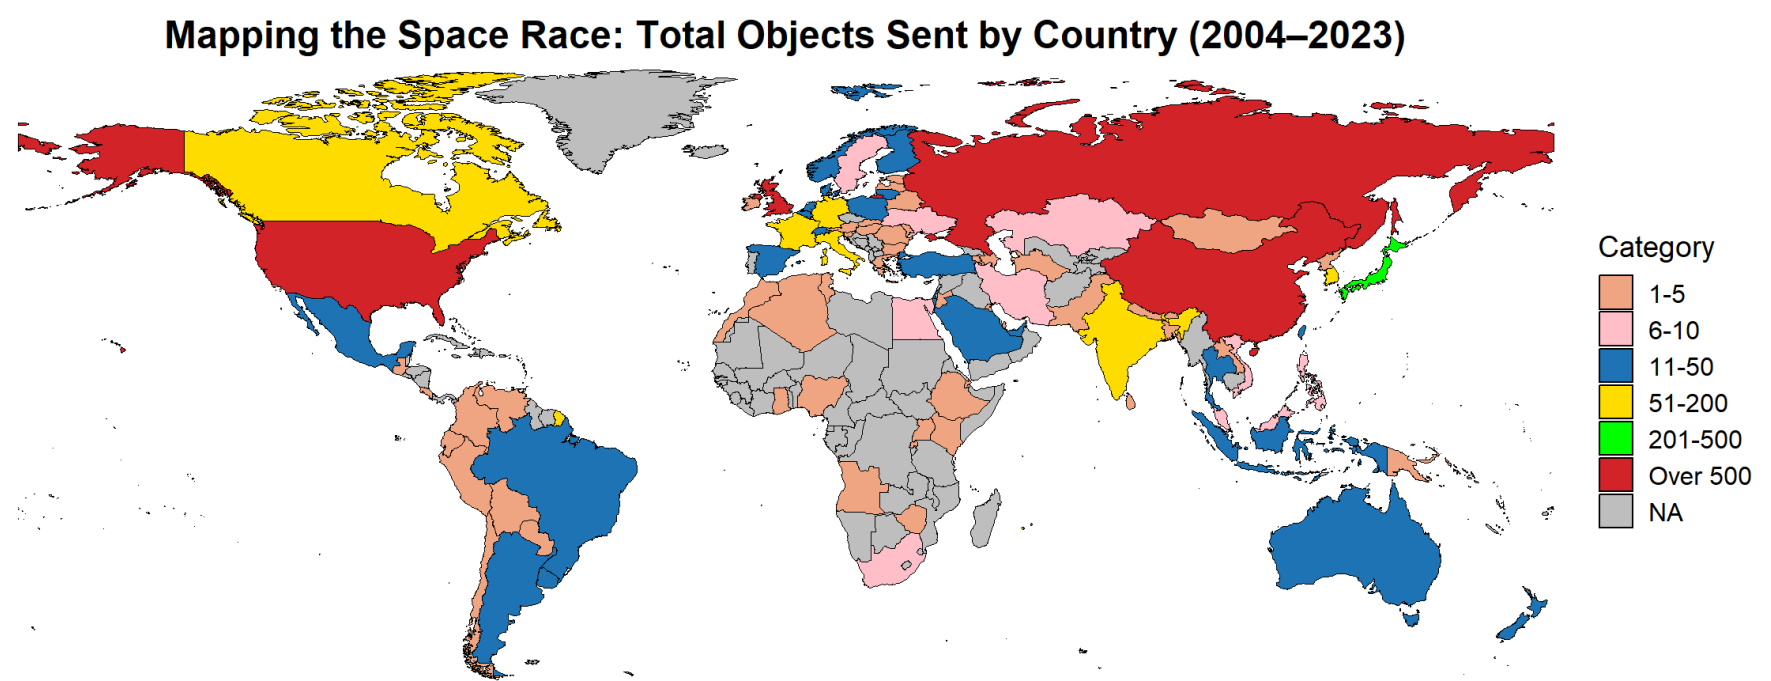 Mapping the Space Race: Total Objects Sent by Country (2004–2023)
Category
1-5
6-10
11-50
51-200
201-500
Over 500
NA